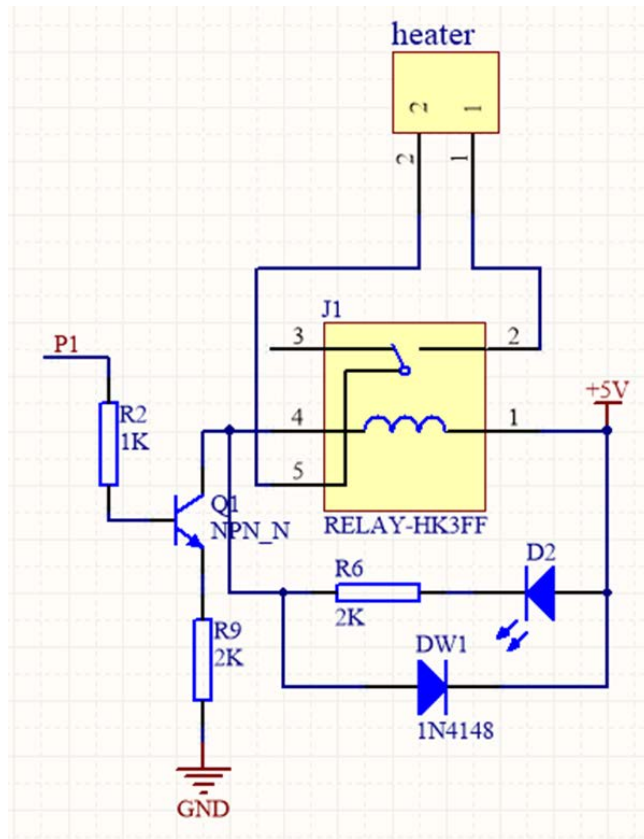 heater
2 1
2 1
J1
3 2
P1
+5V
R2
1K
4 1
5
Q1
NPN_N
RELAY-HK3FF
R6
D2
2K
R9
2K
DW1
1N4148
GND